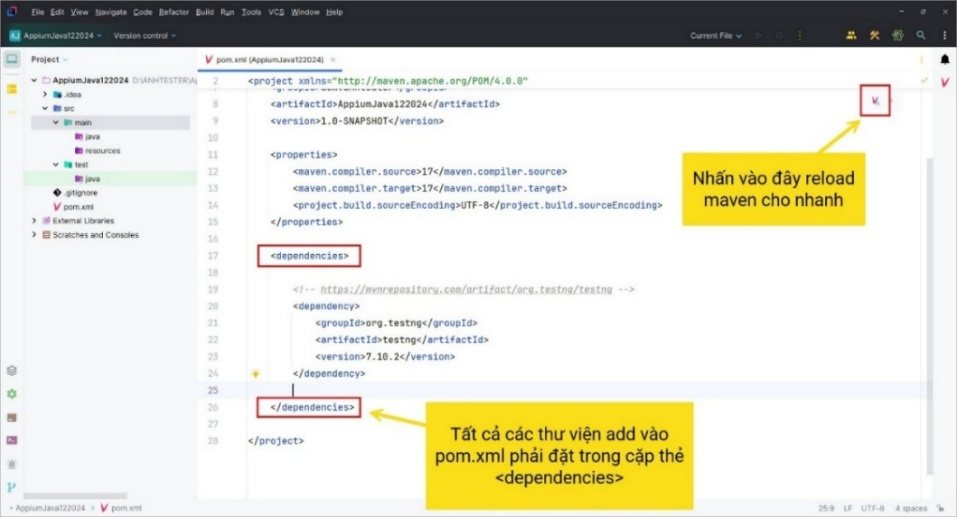 File Edit View Navigate Code Refactor Build Run Tools VCS Window Help
AJ AppiumJava122024 Version control Current File
Project
pom.xml (AppiumJava122024)
AppiumJava122024 D:\ANHTESTER\A
.idea
src
main
java
resources
test
java
.gitignore
pom.xml
External Libraries
Scratches and Consoles
2 <project xmlns="http://maven.apache.org/POM/4.0.0"
8 <artifactId>AppiumJava122024</artifactId>
9 <version>1.0-SNAPSHOT</version>
10
11 <properties>
12 <maven.compiler.source>17</maven.compiler.source>
13 <maven.compiler.target>17</maven.compiler.target>
14 <project.build.sourceEncoding>UTF-8</project.build.sourceEncoding>
15 </properties>
16
17 <dependencies>
18
19 <!-- https://mvnrepository.com/artifact/org.testng/testng -->
20 <dependency>
21 <groupId>org.testng</groupId>
22 <artifactId>testng</artifactId>
23 <version>7.10.2</version>
24 </dependency>
25
26 </dependencies>
27
28 </project>
Nhấn vào đây reload
maven cho nhanh
Tất cả các thư viện add vào
pom.xml phải đặt trong cặp thẻ
<dependencies>
AppiumJava122024 > pom.xml 25:9 LF UTF-8 4 spaces